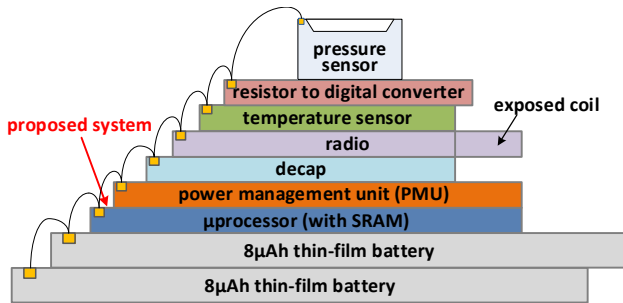 pressure
sensor
resistor to digital converter
exposed coil
temperature sensor
proposed system
radio
decap
power management unit (PMU)
µprocessor (with SRAM)
8µAh thin-film battery
8µAh thin-film battery